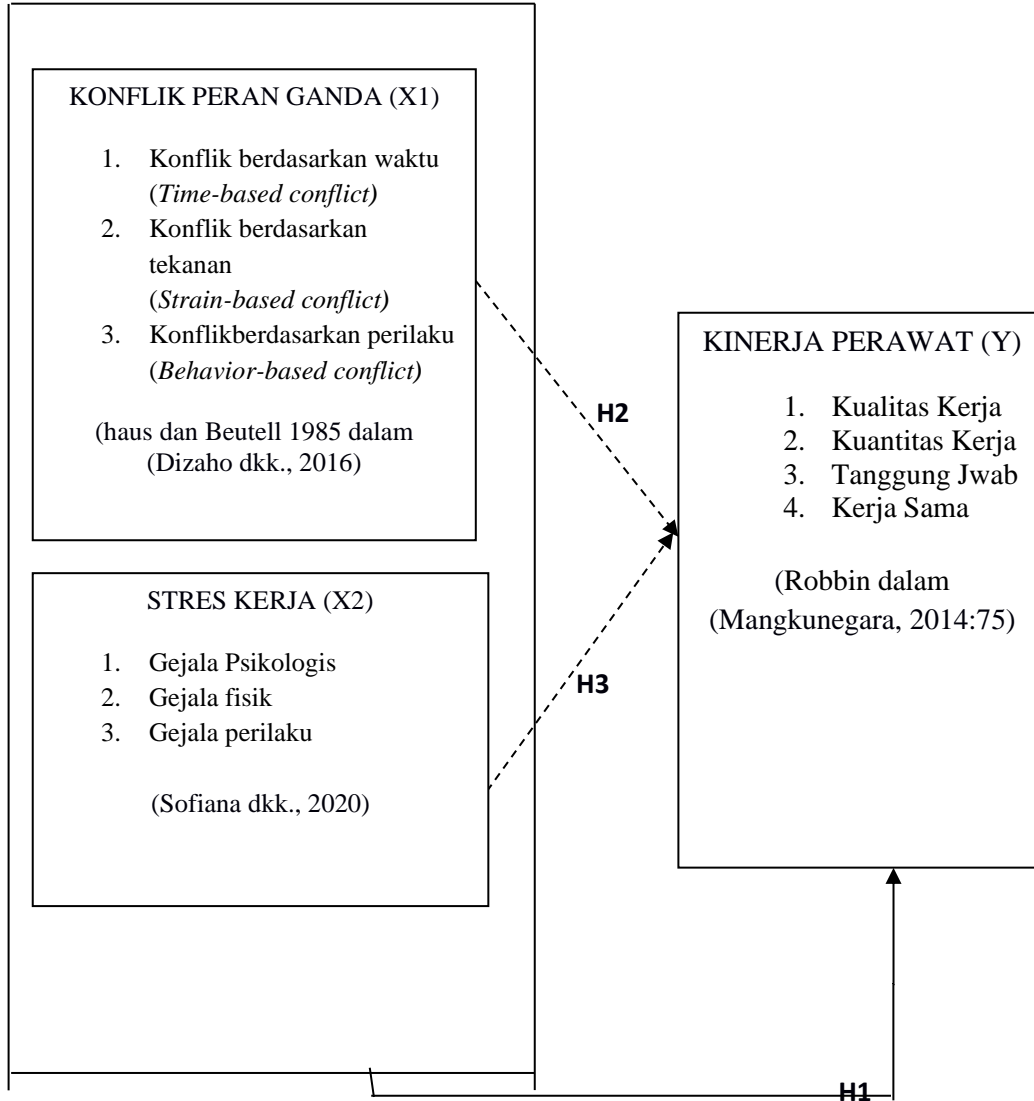 KONFLIK PERAN GANDA (X1)
1. Konflik berdasarkan waktu
(Time-based conflict)
2. Konflik berdasarkan
tekanan
(Strain-based conflict)
3. Konflikberdasarkan perilaku
(Behavior-based conflict)
(haus dan Beutell 1985 dalam
(Dizaho dkk., 2016)
STRES KERJA (X2)
1. Gejala Psikologis
2. Gejala fisik
3. Gejala perilaku
(Sofiana dkk., 2020)
H2
H3
KINERJA PERAWAT (Y)
1. Kualitas Kerja
2. Kuantitas Kerja
3. Tanggung Jwab
4. Kerja Sama
(Robbin dalam
(Mangkunegara, 2014:75)
H1